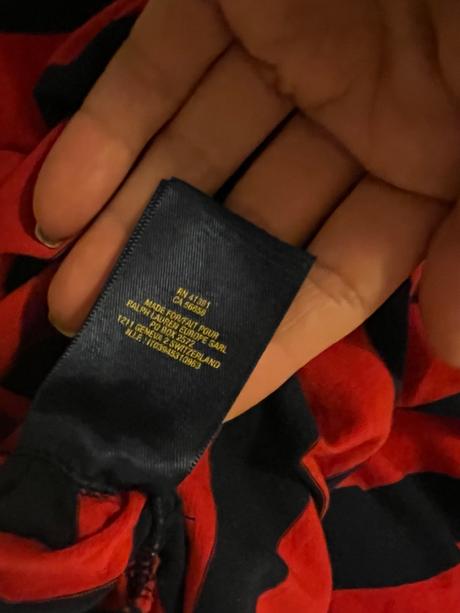 RN 41381
CA 56658
MADE FOR/FAIT POUR
RALPH LAUREN EUROPE SARL
PO BOX 2572
1211 GENEVA 2 SWITZERLAND
N.I.F.